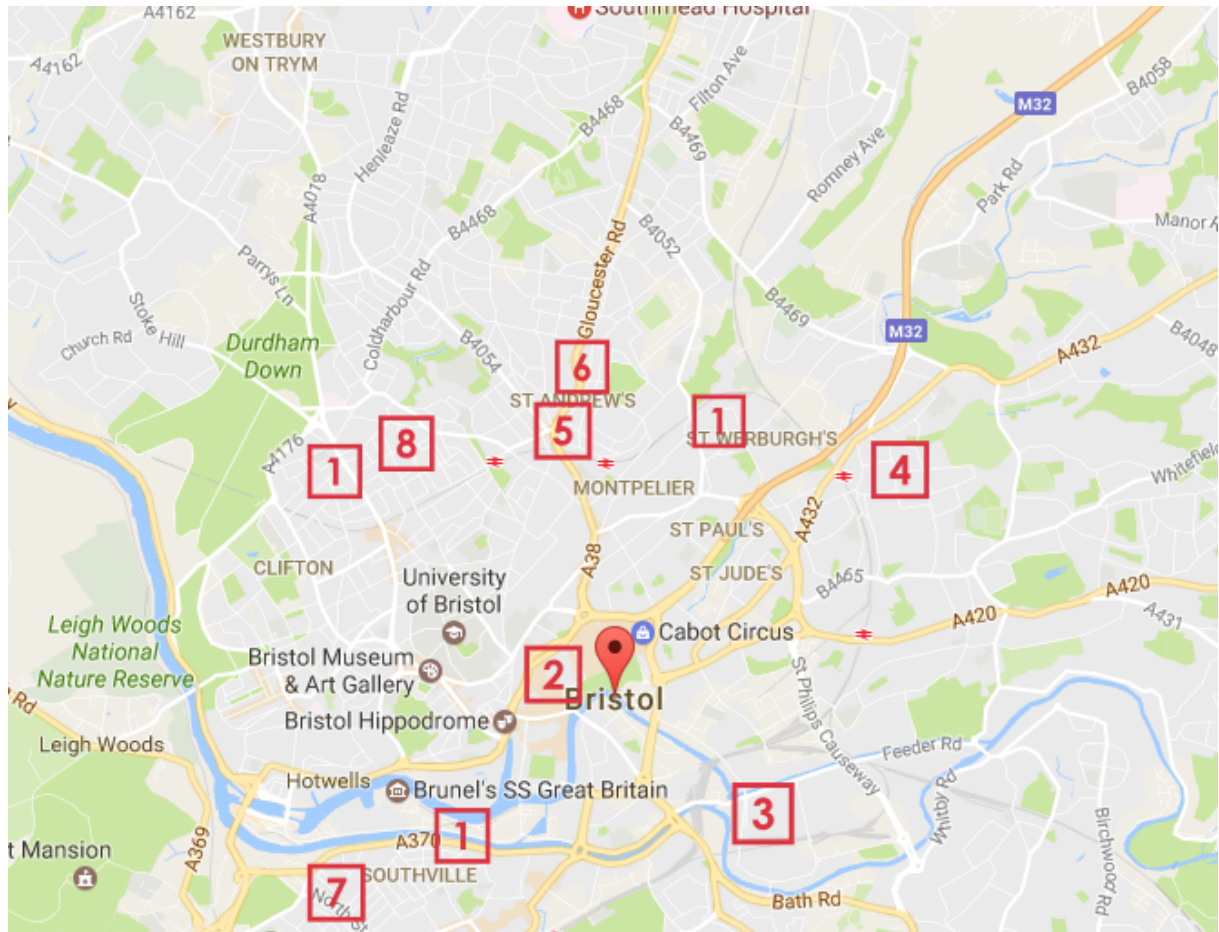 A4162
Southmead Hospital
WESTBURY
ON TRYM
A4162
Henleaze Rd
B4468
Filton Ave
B4469
B4058
M32
A4018
Romney Ave
Park Rd
Manor R
B4468
B4052
Gloucester Rd
Parrys Ln
Stoke Hill
Coldharbour Rd
B4469
M32
Church Rd
Durdham
Down
B4054
A432
B4048
6
ST ANDREW'S
1
5
8
ST WERBURGH'S
A4176
1
4
Whitefield
MONTPELIER
A432
ST PAUL'S
CLIFTON
A38
University
of Bristol
ST JUDE'S
B4465
A420
A420
A431
Leigh Woods
National
Nature Reserve
Cabot Circus
Bristol Museum
& Art Gallery
2
Bristol
St Philips Causeway
Rd
Bristol Hippodrome
Leigh Woods
Feeder Rd
Hotwells
Brunel's SS Great Britain
Whitby Rd
3
A369
A370
1
Birchwood Rd
t Mansion
SOUTHVILLE
7
North S
Bath Rd